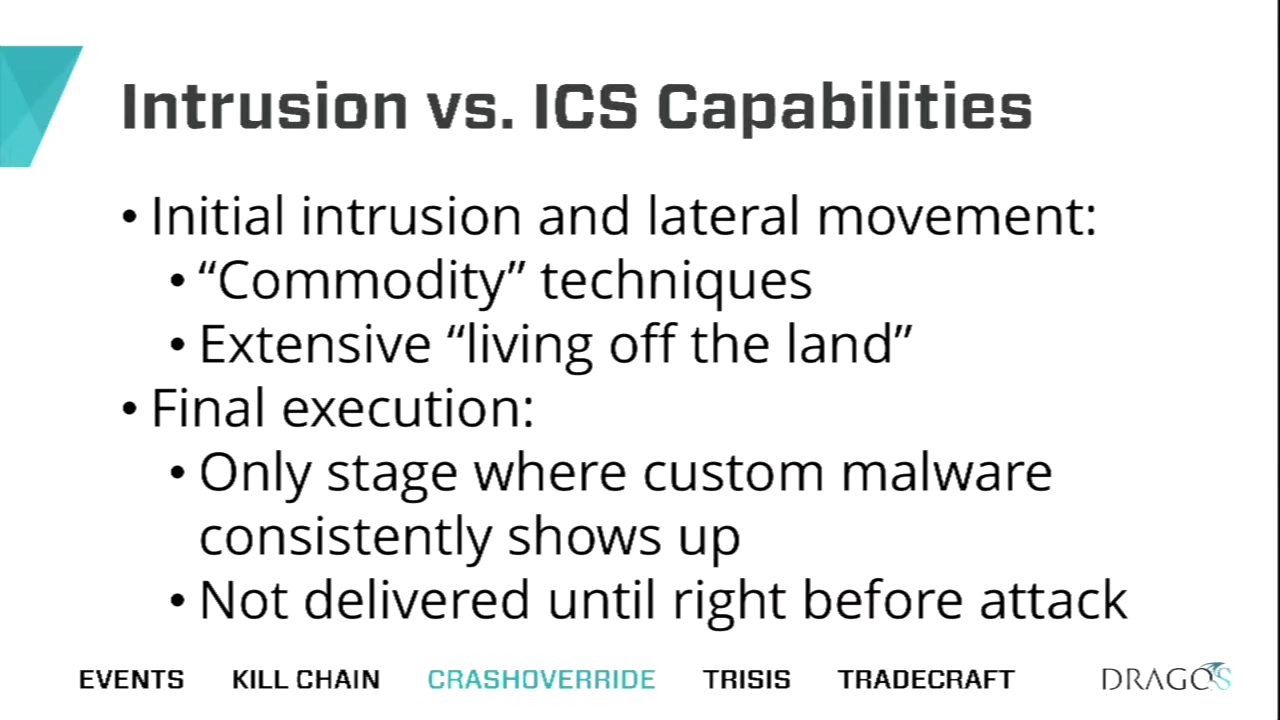 Intrusion vs. ICS Capabilities
• Initial intrusion and lateral movement:
• “Commodity” techniques
• Extensive “living off the land”
• Final execution:
• Only stage where custom malware
consistently shows up
• Not delivered until right before attack
EVENTS KILL CHAIN CRASHOVERRIDE TRISIS TRADECRAFT DRAGOS